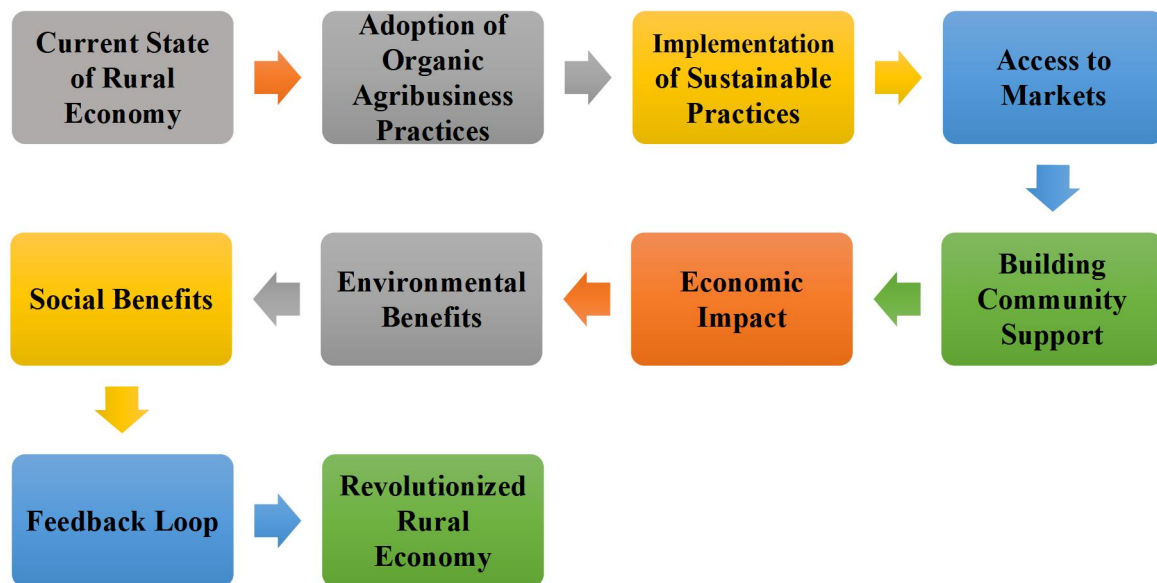 Current State
of Rural
Economy
Adoption of
Organic
Agribusiness
Practices
Implementation
of Sustainable
Practices
Access to
Markets
Building
Community
Support
Economic
Impact
Environmental
Benefits
Social Benefits
Feedback Loop
Revolutionized
Rural
Economy